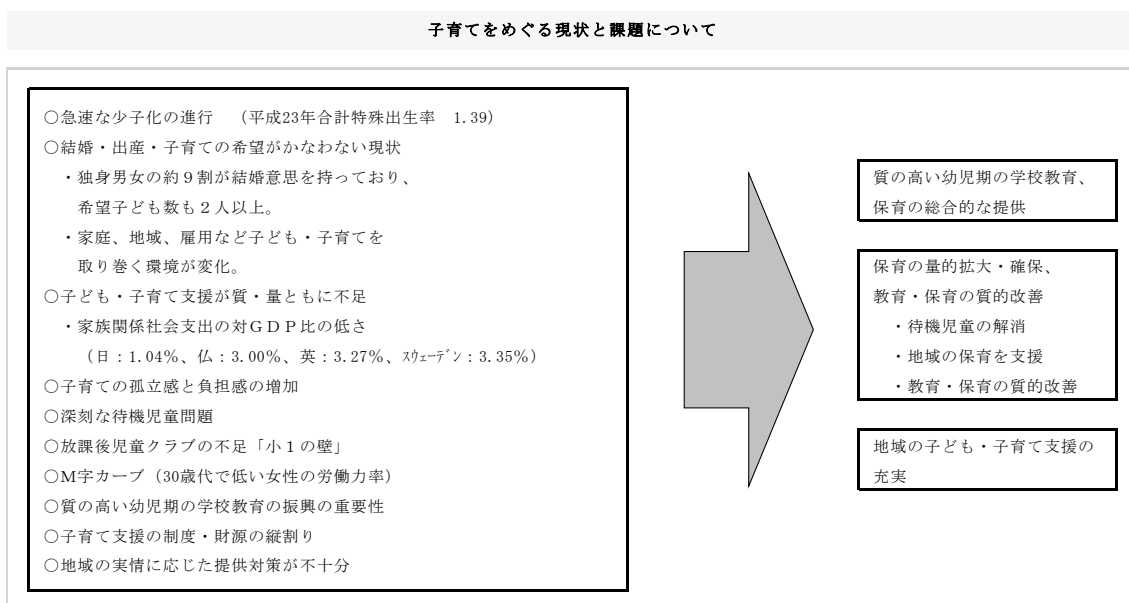 子育てをめぐる現状と課題について
○急速な少子化の進行　（平成23年合計特殊出生率　1.39）
○結婚・出産・子育ての希望がかなわない現状
・独身男女の約９割が結婚意思を持っており、
希望子ども数も２人以上。
・家庭、地域、雇用など子ども・子育てを
取り巻く環境が変化。
○子ども・子育て支援が質・量ともに不足
・家族関係社会支出の対ＧＤＰ比の低さ
（日：1.04％、仏：3.00％、英：3.27％、ｽｳｪｰﾃﾞﾝ：3.35％）
○子育ての孤立感と負担感の増加
○深刻な待機児童問題
○放課後児童クラブの不足「小１の壁」
○Ｍ字カーブ（30歳代で低い女性の労働力率）
○質の高い幼児期の学校教育の振興の重要性
○子育て支援の制度・財源の縦割り
○地域の実情に応じた提供対策が不十分
質の高い幼児期の学校教育、
保育の総合的な提供
保育の量的拡大・確保、
教育・保育の質的改善
・待機児童の解消
・地域の保育を支援
・教育・保育の質的改善
地域の子ども・子育て支援の
充実